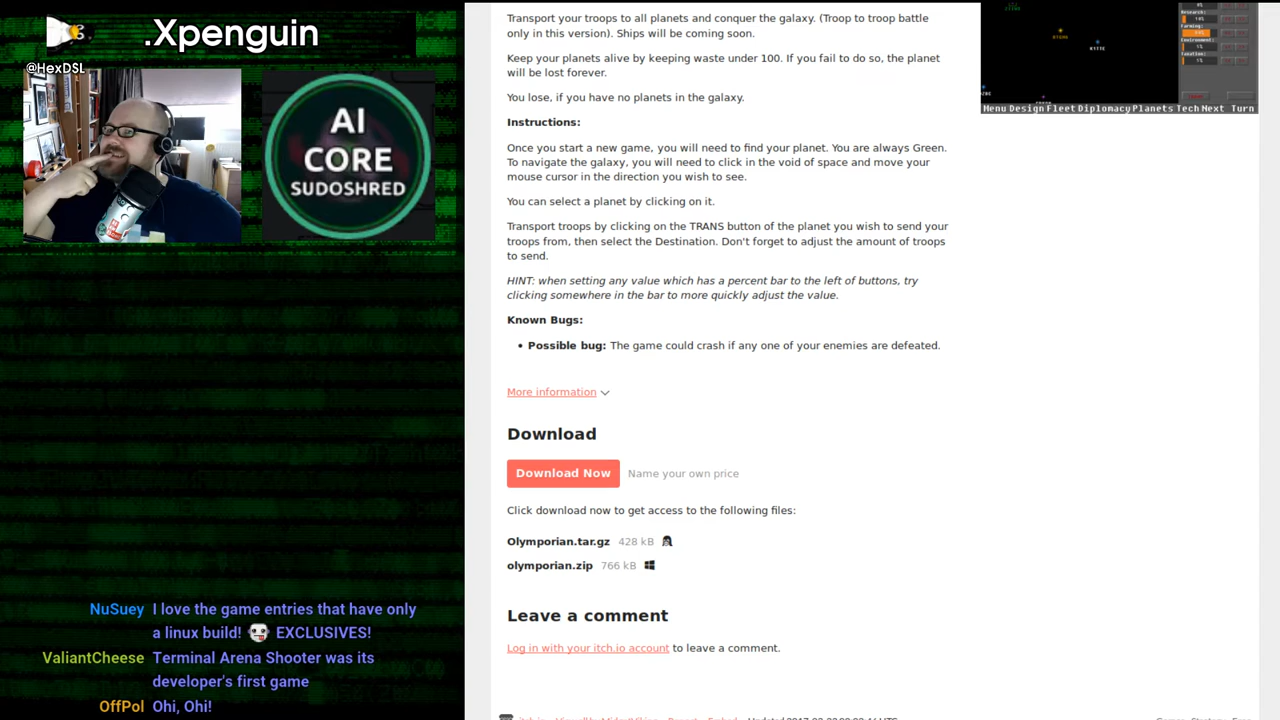 .Xpenguin
@HexDSL
AI
CORE
SUDOSHRED
Transport your troops to all planets and conquer the galaxy. (Troop to troop battle
only in this version). Ships will be coming soon.
Keep your planets alive by keeping waste under 100. If you fail to do so, the planet
will be lost forever.
You lose, if you have no planets in the galaxy.
Instructions:
Once you start a new game, you will need to find your planet. You are always Green.
To navigate the galaxy, you will need to click in the void of space and move your
mouse cursor in the direction you wish to see.
You can select a planet by clicking on it.
Transport troops by clicking on the TRANS button of the planet you wish to send your
troops from, then select the Destination. Don't forget to adjust the amount of troops
to send.
HINT: when setting any value which has a percent bar to the left of buttons, try
clicking somewhere in the bar to more quickly adjust the value.
Known Bugs:
• Possible bug: The game could crash if any one of your enemies are defeated.
More information
Download
Download Now Name your own price
Click download now to get access to the following files:
Olymporian.tar.gz 428 kB
olymporian.zip 766 kB
Leave a comment
Log in with your itch.io account to leave a comment.
Menu Design Fleet Diplomacy Planets Tech Next Turn
NuSuey I love the game entries that have only
a linux build! EXCLUSIVES!
ValiantCheese Terminal Arena Shooter was its
developer's first game
OffPol Ohi, Ohi!